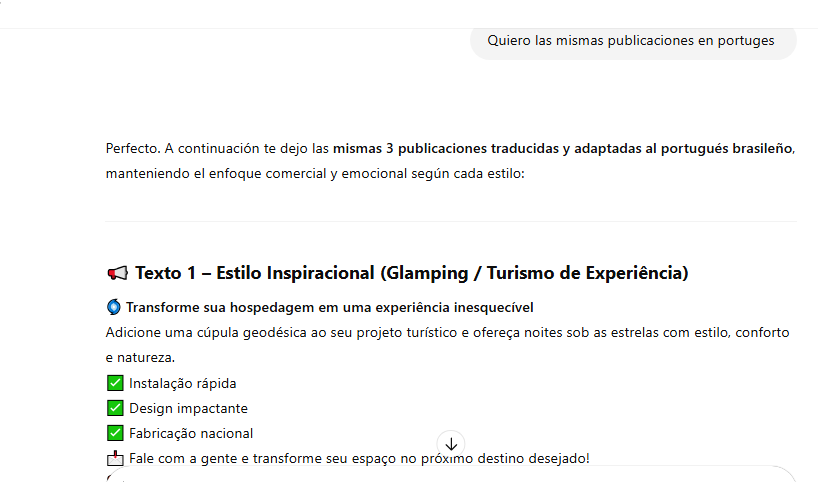 Quiero las mismas publicaciones en portuges
Perfecto. A continuación te dejo las mismas 3 publicaciones traducidas y adaptadas al portugués brasileño,
manteniendo el enfoque comercial y emocional según cada estilo:
📢 Texto 1 – Estilo Inspiracional (Glamping / Turismo de Experiência)
🌀 Transforme sua hospedagem em uma experiência inesquecível
Adicione uma cúpula geodésica ao seu projeto turístico e ofereça noites sob as estrelas com estilo, conforto
e natureza.
✅ Instalação rápida
✅ Design impactante
✅ Fabricação nacional
📩 Fale com a gente e transforme seu espaço no próximo destino desejado!